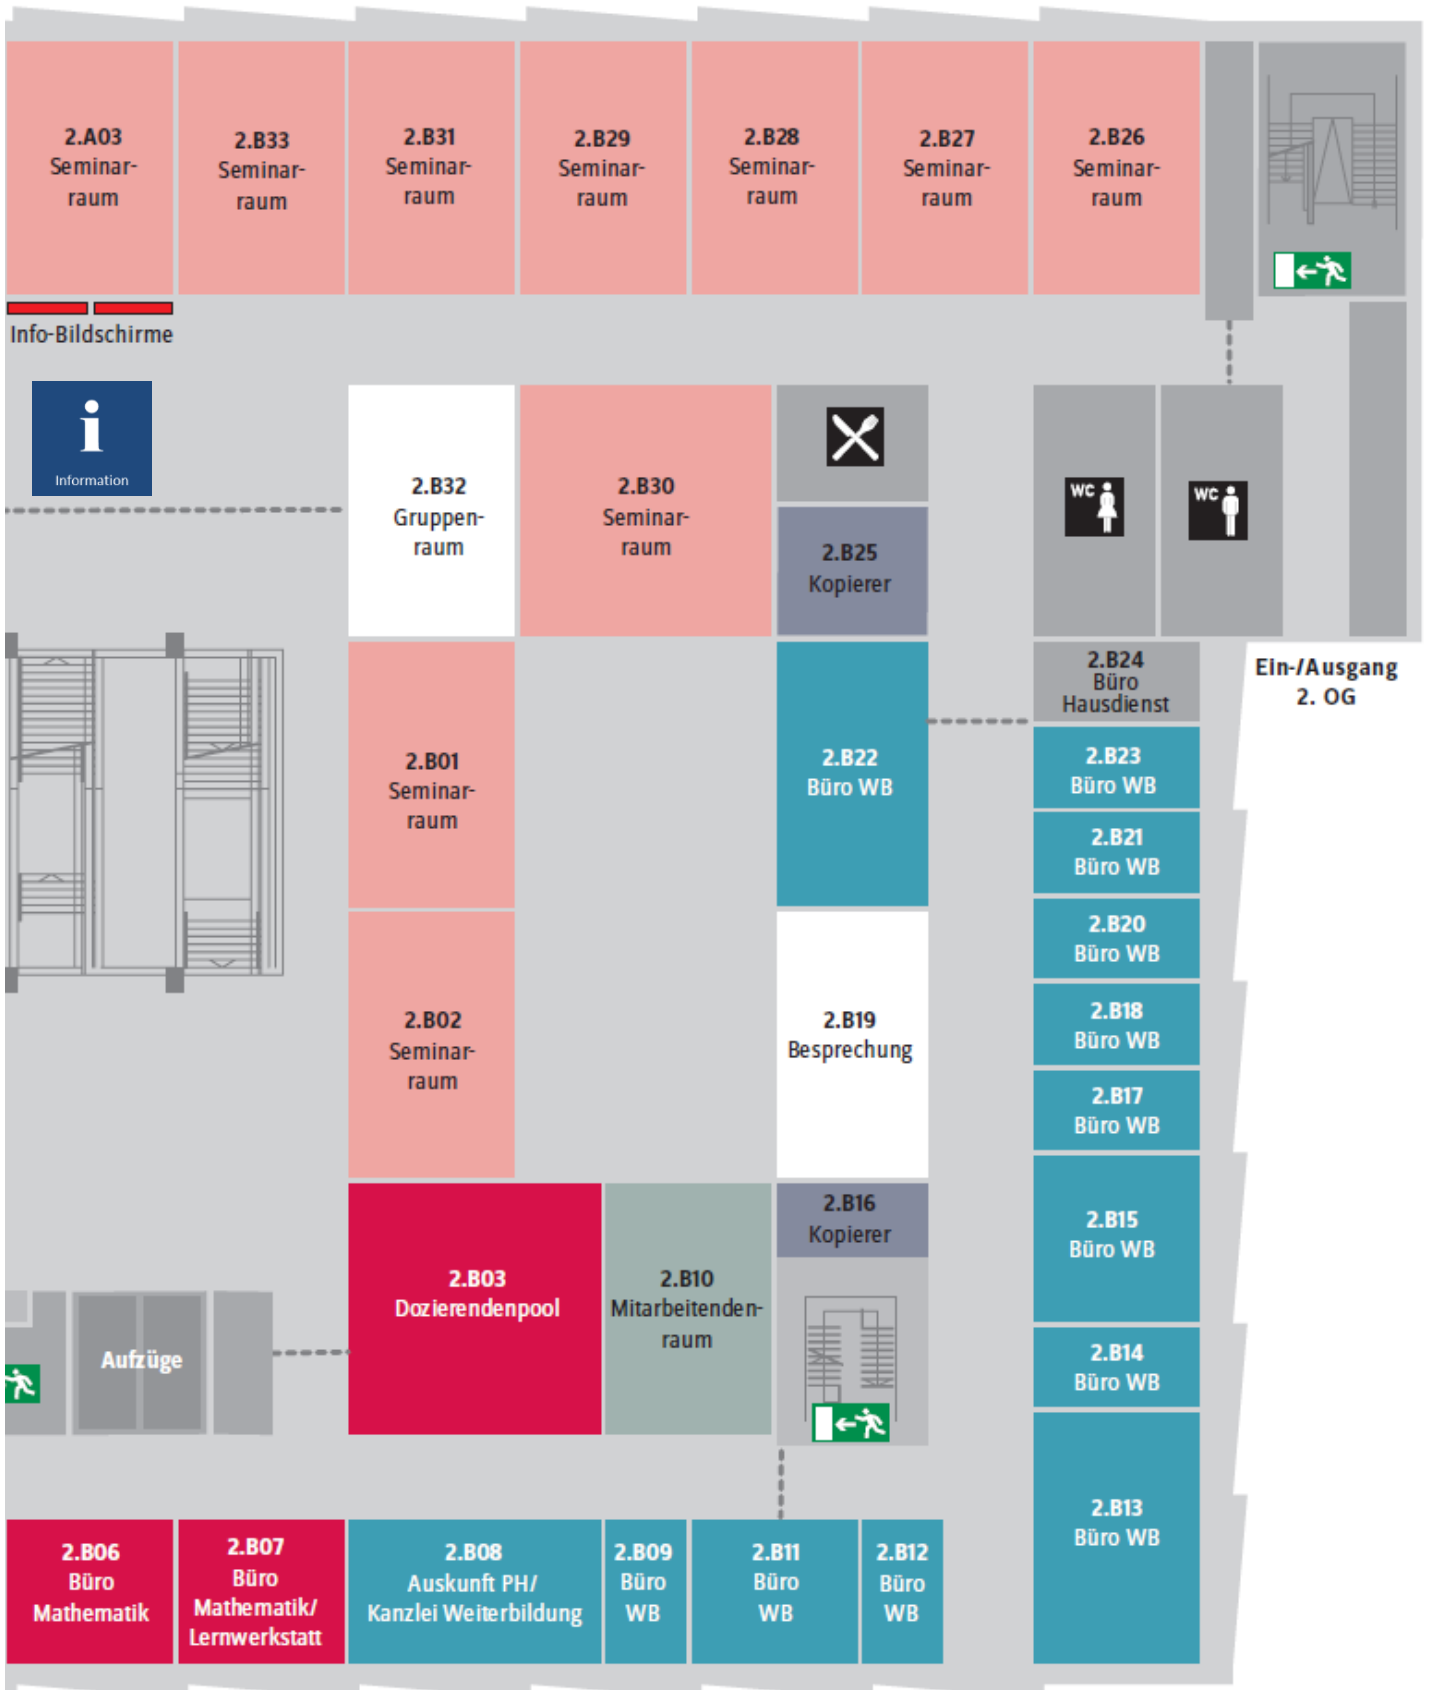 2.A03
Seminar-
raum
2.B33
Seminar-
raum
2.B31
Seminar-
raum
2.B29
Seminar-
raum
2.B28
Seminar-
raum
2.B27
Seminar-
raum
2.B26
Seminar-
raum
Info-Bildschirme
i
Information
2.B32
Gruppen-
raum
2.B30
Seminar-
raum
2.B25
Kopierer
WC
WC
2.B24
Büro
Hausdienst
Ein-/Ausgang
2. OG
2.B01
Seminar-
raum
2.B22
Büro WB
2.B23
Büro WB
2.B21
Büro WB
2.B20
Büro WB
2.B02
Seminar-
raum
2.B19
Besprechung
2.B18
Büro WB
2.B17
Büro WB
2.B03
Dozierendenpool
2.B10
Mitarbeitenden-
raum
2.B16
Kopierer
2.B15
Büro WB
Aufzüge
2.B14
Büro WB
2.B13
Büro WB
2.B06
Büro
Mathematik
2.B07
Büro
Mathematik/
Lernwerkstatt
2.B08
Auskunft PH/
Kanzlei Weiterbildung
2.B09
Büro
WB
2.B11
Büro
WB
2.B12
Büro
WB